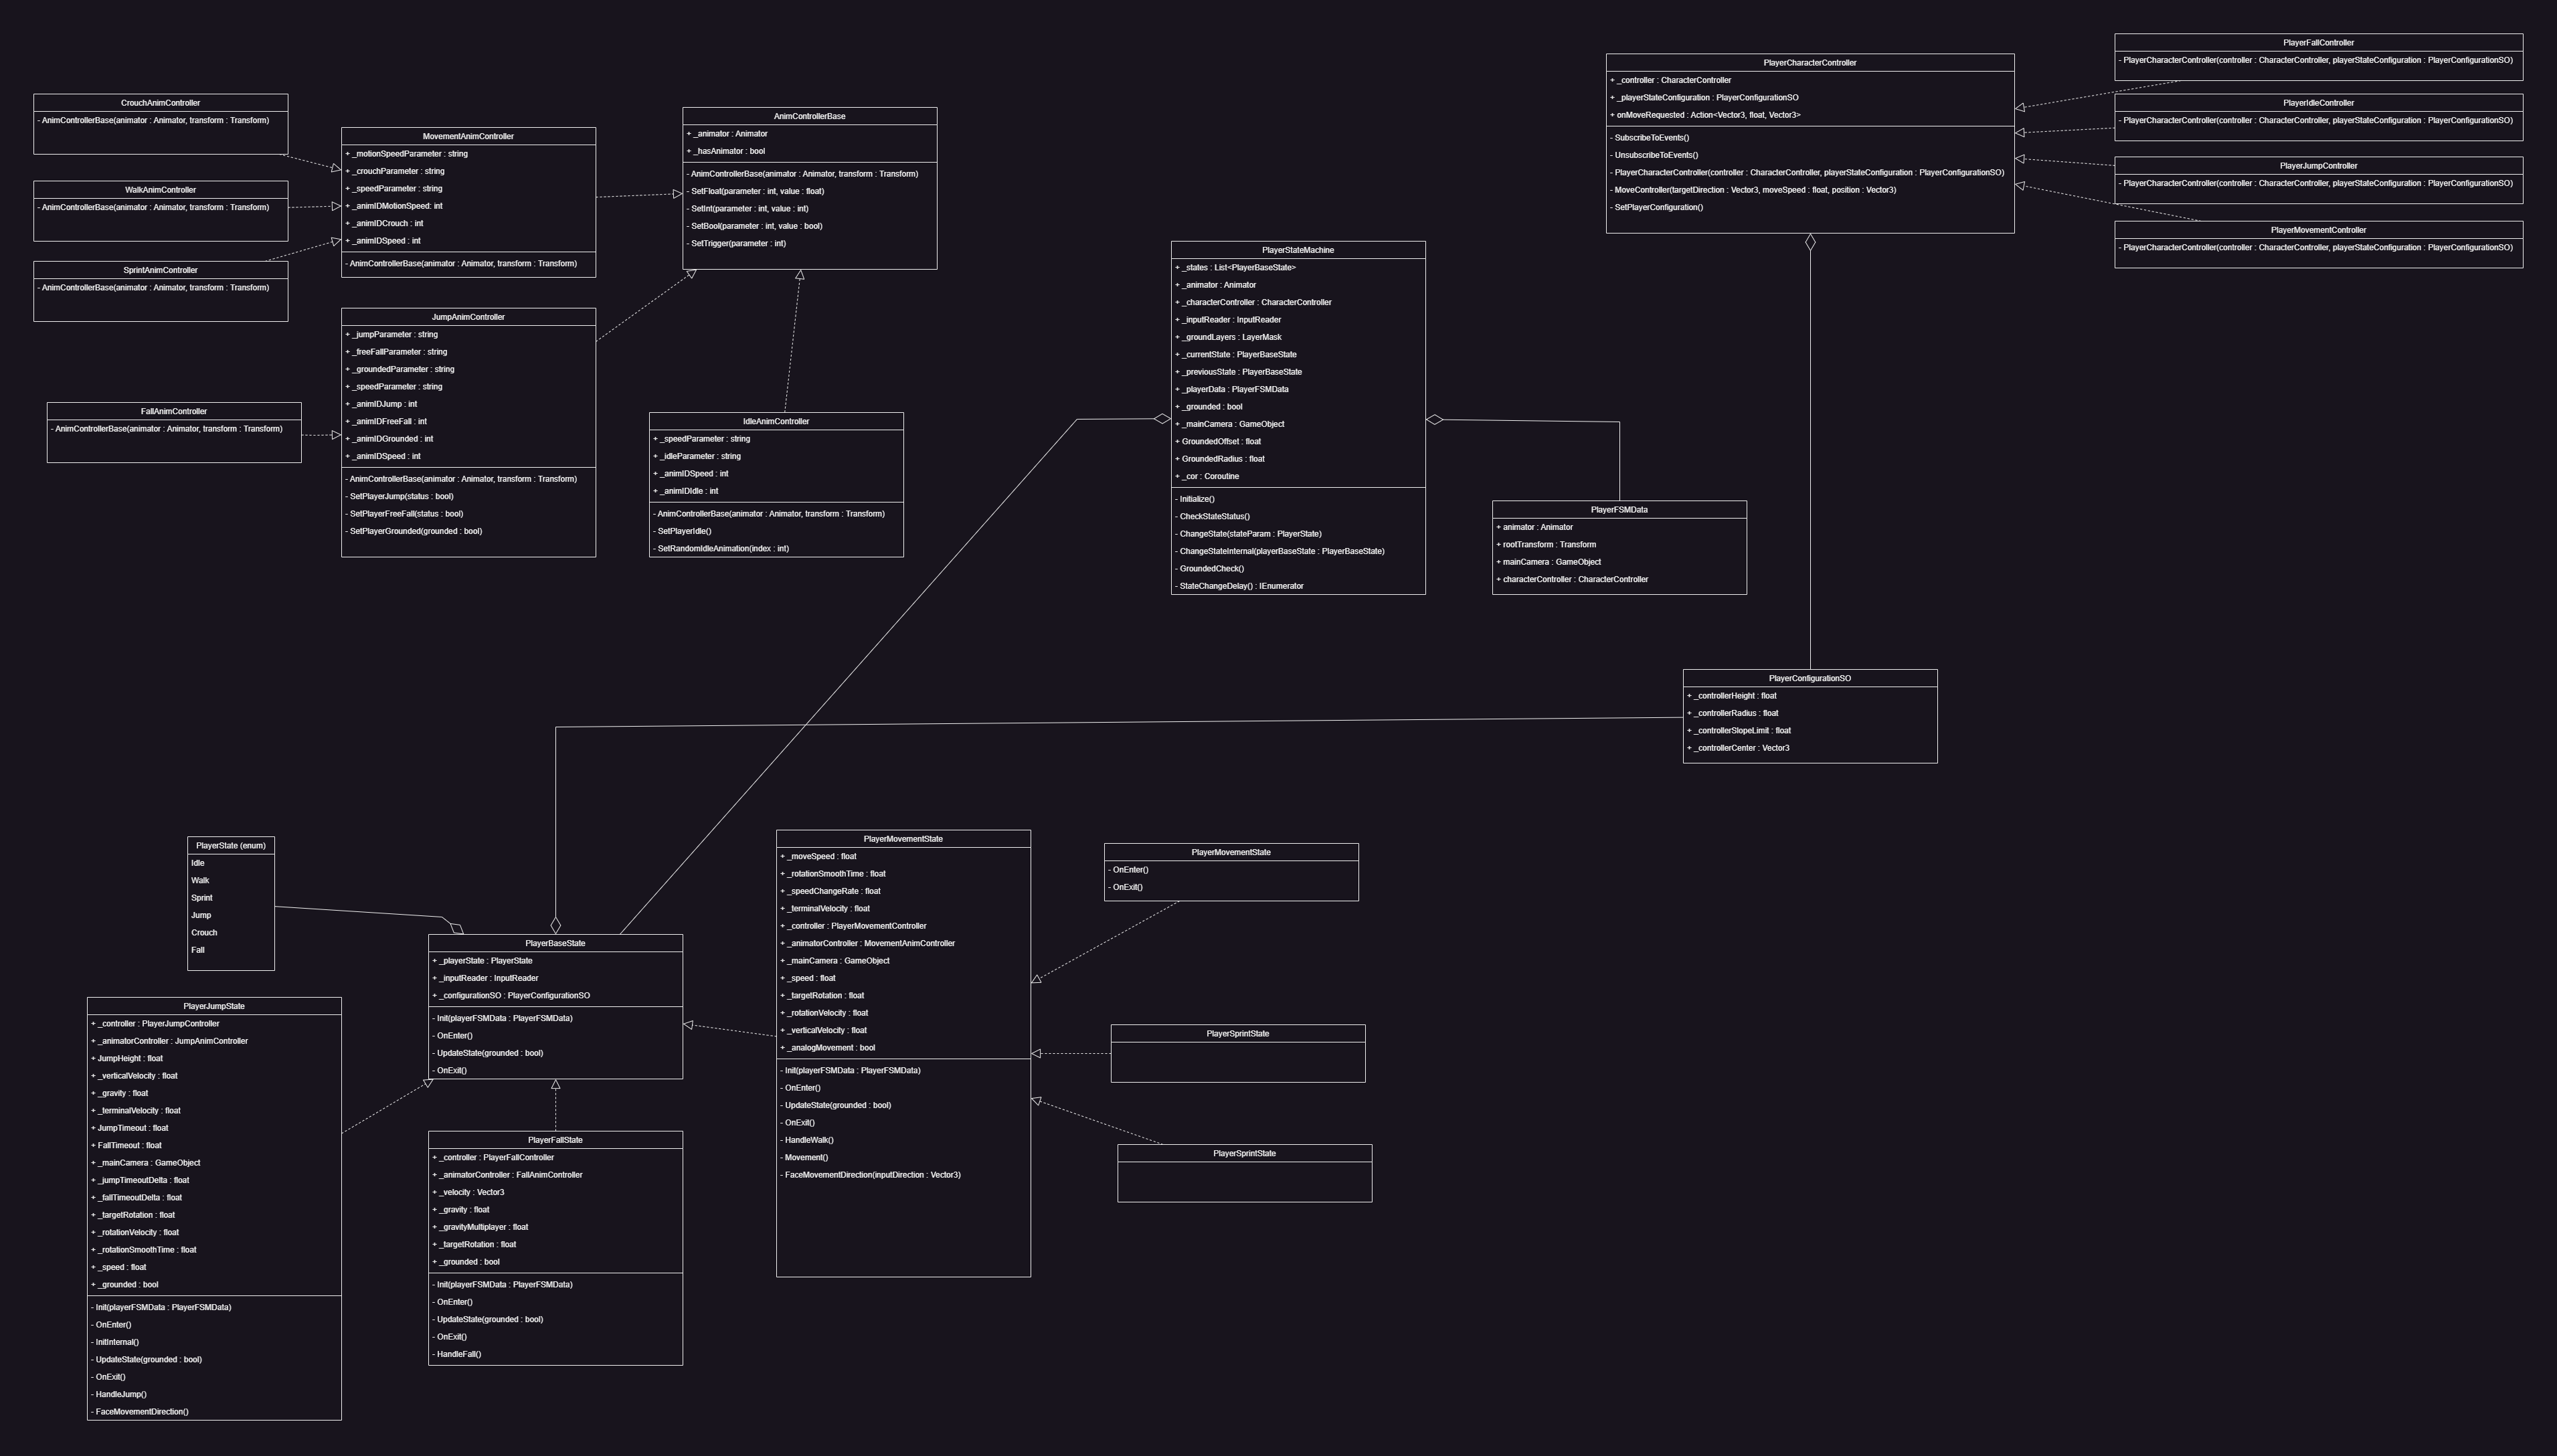 CrouchAnimController
- AnimControllerBase(animator : Animator, transform : Transform)
WalkAnimController
- AnimControllerBase(animator : Animator, transform : Transform)
SprintAnimController
- AnimControllerBase(animator : Animator, transform : Transform)
MovementAnimController
+ _motionSpeedParameter : string
+ _crouchParameter : string
+ _speedParameter : string
+ _animIDMotionSpeed: int
+ _animIDCrouch : int
+ _animIDSpeed : int
- AnimControllerBase(animator : Animator, transform : Transform)
AnimControllerBase
+ _animator : Animator
+ _hasAnimator : bool
- AnimControllerBase(animator : Animator, transform : Transform)
- SetFloat(parameter : int, value : float)
- SetInt(parameter : int, value : int)
- SetBool(parameter : int, value : bool)
- SetTrigger(parameter : int)
JumpAnimController
+ _jumpParameter : string
+ _freeFallParameter : string
+ _groundedParameter : string
+ _speedParameter : string
+ _animIDJump : int
+ _animIDFreeFall : int
+ _animIDGrounded : int
+ _animIDSpeed : int
- AnimControllerBase(animator : Animator, transform : Transform)
- SetPlayerJump(status : bool)
- SetPlayerFreeFall(status : bool)
- SetPlayerGrounded(grounded : bool)
FallAnimController
- AnimControllerBase(animator : Animator, transform : Transform)
IdleAnimController
+ _speedParameter : string
+ _idleParameter : string
+ _animIDSpeed : int
+ _animIDIdle : int
- AnimControllerBase(animator : Animator, transform : Transform)
- SetPlayerIdle()
- SetRandomIdleAnimation(index : int)
PlayerStateMachine
+ _states : List<PlayerBaseState>
+ _animator : Animator
+ _characterController : CharacterController
+ _inputReader : InputReader
+ _groundLayers : LayerMask
+ _currentState : PlayerBaseState
+ _previousState : PlayerBaseState
+ _playerData : PlayerFSMData
+ _grounded : bool
+ _mainCamera : GameObject
+ GroundedOffset : float
+ GroundedRadius : float
+ _cor : Coroutine
- Initialize()
- CheckStateStatus()
- ChangeState(stateParam : PlayerState)
- ChangeStateInternal(playerBaseState : PlayerBaseState)
- GroundedCheck()
- StateChangeDelay() : IEnumerator
PlayerFSMData
+ animator : Animator
+ rootTransform : Transform
+ mainCamera : GameObject
+ characterController : CharacterController
PlayerCharacterController
+ _controller : CharacterController
+ _playerStateConfiguration : PlayerConfigurationSO
+ onMoveRequested : Action<Vector3, float, Vector3>
- SubscribeToEvents()
- UnsubscribeToEvents()
- PlayerCharacterController(controller : CharacterController, playerStateConfiguration : PlayerConfigurationSO)
- MoveController(targetDirection : Vector3, moveSpeed : float, position : Vector3)
- SetPlayerConfiguration()
PlayerFallController
- PlayerCharacterController(controller : CharacterController, playerStateConfiguration : PlayerConfigurationSO)
PlayerIdleController
- PlayerCharacterController(controller : CharacterController, playerStateConfiguration : PlayerConfigurationSO)
PlayerJumpController
- PlayerCharacterController(controller : CharacterController, playerStateConfiguration : PlayerConfigurationSO)
PlayerMovementController
- PlayerCharacterController(controller : CharacterController, playerStateConfiguration : PlayerConfigurationSO)
PlayerConfigurationSO
+ _controllerHeight : float
+ _controllerRadius : float
+ _controllerSlopeLimit : float
+ _controllerCenter : Vector3
PlayerState (enum)
Idle
Walk
Sprint
Jump
Crouch
Fall
PlayerBaseState
+ _playerState : PlayerState
+ _inputReader : InputReader
+ _configurationSO : PlayerConfigurationSO
- Init(playerFSMData : PlayerFSMData)
- OnEnter()
- UpdateState(grounded : bool)
- OnExit()
PlayerJumpState
+ _controller : PlayerJumpController
+ _animatorController : JumpAnimController
+ JumpHeight : float
+ _verticalVelocity : float
+ _gravity : float
+ _terminalVelocity : float
+ JumpTimeout : float
+ FallTimeout : float
+ _mainCamera : GameObject
+ _jumpTimeoutDelta : float
+ _fallTimeoutDelta : float
+ _targetRotation : float
+ _rotationVelocity : float
+ _rotationSmoothTime : float
+ _speed : float
+ _grounded : bool
- Init(playerFSMData : PlayerFSMData)
- OnEnter()
- InitInternal()
- UpdateState(grounded : bool)
- OnExit()
- HandleJump()
- FaceMovementDirection()
PlayerFallState
+ _controller : PlayerFallController
+ _animatorController : FallAnimController
+ _velocity : Vector3
+ _gravity : float
+ _gravityMultiplayer : float
+ _targetRotation : float
+ _grounded : bool
- Init(playerFSMData : PlayerFSMData)
- OnEnter()
- UpdateState(grounded : bool)
- OnExit()
- HandleFall()
PlayerMovementState
+ _moveSpeed : float
+ _rotationSmoothTime : float
+ _speedChangeRate : float
+ _terminalVelocity : float
+ _controller : PlayerMovementController
+ _animatorController : MovementAnimController
+ _mainCamera : GameObject
+ _speed : float
+ _targetRotation : float
+ _rotationVelocity : float
+ _verticalVelocity : float
+ _analogMovement : bool
- Init(playerFSMData : PlayerFSMData)
- OnEnter()
- UpdateState(grounded : bool)
- OnExit()
- HandleWalk()
- Movement()
- FaceMovementDirection(inputDirection : Vector3)
PlayerMovementState
- OnEnter()
- OnExit()
PlayerSprintState
PlayerSprintState